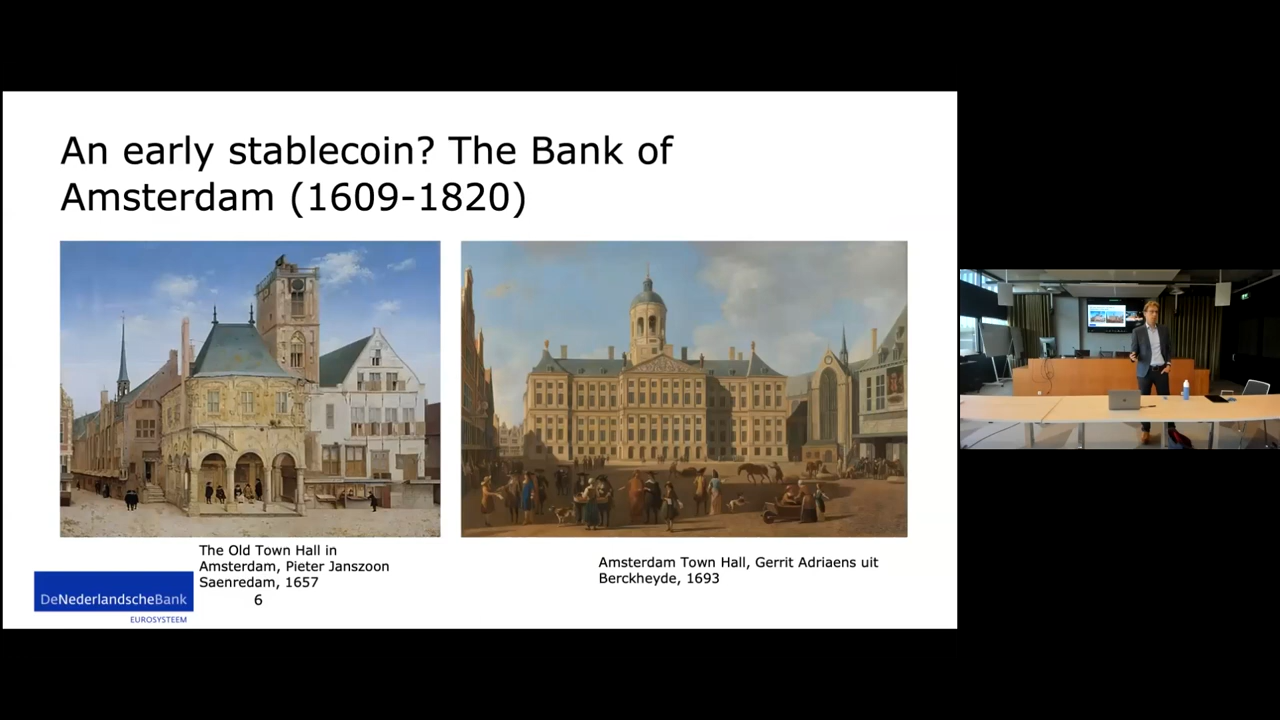 An early stablecoin? The Bank of
Amsterdam (1609-1820)
The Old Town Hall in
Amsterdam, Pieter Janszoon
Saenredam, 1657
Amsterdam Town Hall, Gerrit Adriaens uit
Berckheyde, 1693
DeNederlandscheBank
EUROSYSTEEM
6